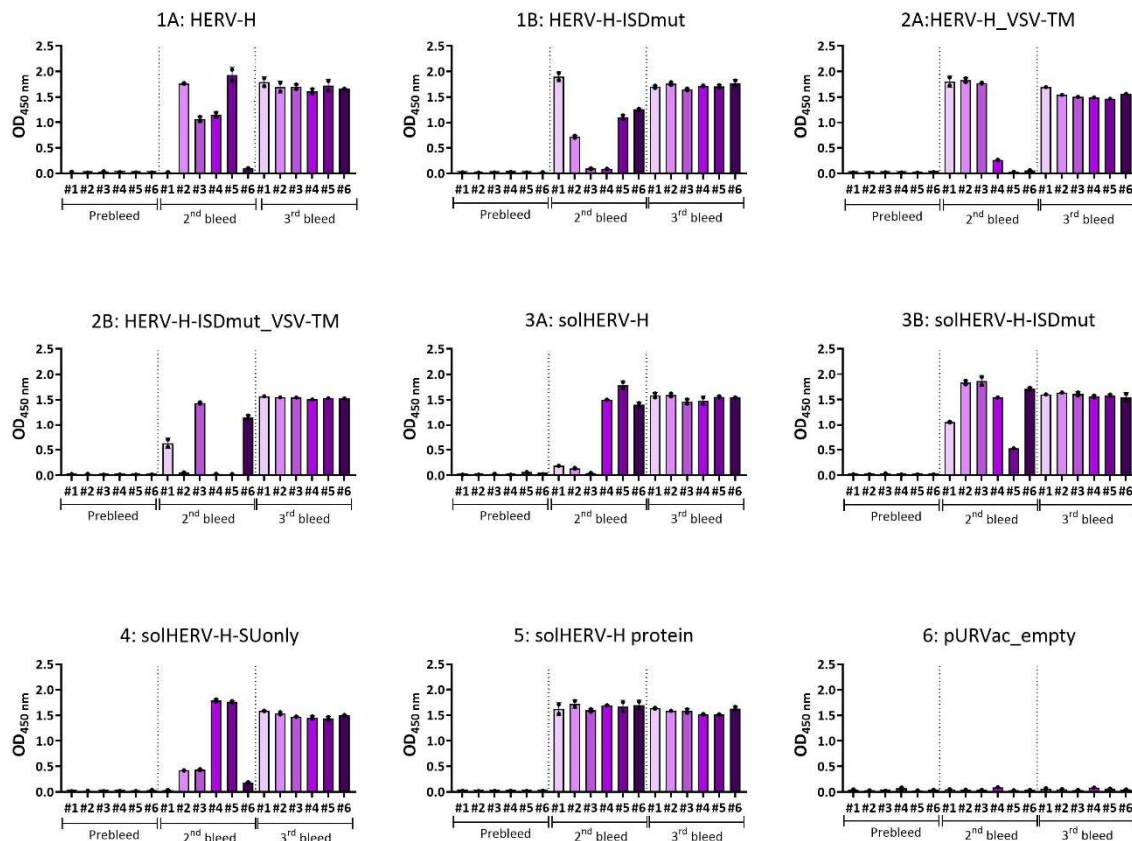 1A: HERV-H
2.5
2.0
1.5
1.0
0.5
0.0
OD450 nm
#1 #2 #3 #4 #5 #6 #1 #2 #3 #4 #5 #6 #1 #2 #3 #4 #5 #6
Prebleed 2nd bleed 3rd bleed
1B: HERV-H-ISDmut
2.5
2.0
1.5
1.0
0.5
0.0
OD450 nm
#1 #2 #3 #4 #5 #6 #1 #2 #3 #4 #5 #6 #1 #2 #3 #4 #5 #6
Prebleed 2nd bleed 3rd bleed
2A:HERV-H_VSV-TM
2.5
2.0
1.5
1.0
0.5
0.0
OD450 nm
#1 #2 #3 #4 #5 #6 #1 #2 #3 #4 #5 #6 #1 #2 #3 #4 #5 #6
Prebleed 2nd bleed 3rd bleed
2B: HERV-H-ISDmut_VSV-TM
2.5
2.0
1.5
1.0
0.5
0.0
OD450 nm
#1 #2 #3 #4 #5 #6 #1 #2 #3 #4 #5 #6 #1 #2 #3 #4 #5 #6
Prebleed 2nd bleed 3rd bleed
3A: solHERV-H
2.5
2.0
1.5
1.0
0.5
0.0
OD450 nm
#1 #2 #3 #4 #5 #6 #1 #2 #3 #4 #5 #6 #1 #2 #3 #4 #5 #6
Prebleed 2nd bleed 3rd bleed
3B: solHERV-H-ISDmut
2.5
2.0
1.5
1.0
0.5
0.0
OD450 nm
#1 #2 #3 #4 #5 #6 #1 #2 #3 #4 #5 #6 #1 #2 #3 #4 #5 #6
Prebleed 2nd bleed 3rd bleed
4: solHERV-H-SUonly
2.5
2.0
1.5
1.0
0.5
0.0
OD450 nm
#1 #2 #3 #4 #5 #6 #1 #2 #3 #4 #5 #6 #1 #2 #3 #4 #5 #6
Prebleed 2nd bleed 3rd bleed
5: solHERV-H protein
2.5
2.0
1.5
1.0
0.5
0.0
OD450 nm
#1 #2 #3 #4 #5 #6 #1 #2 #3 #4 #5 #6 #1 #2 #3 #4 #5 #6
Prebleed 2nd bleed 3rd bleed
6: pURVac_empty
2.5
2.0
1.5
1.0
0.5
0.0
OD450 nm
#1 #2 #3 #4 #5 #6 #1 #2 #3 #4 #5 #6 #1 #2 #3 #4 #5 #6
Prebleed 2nd bleed 3rd bleed